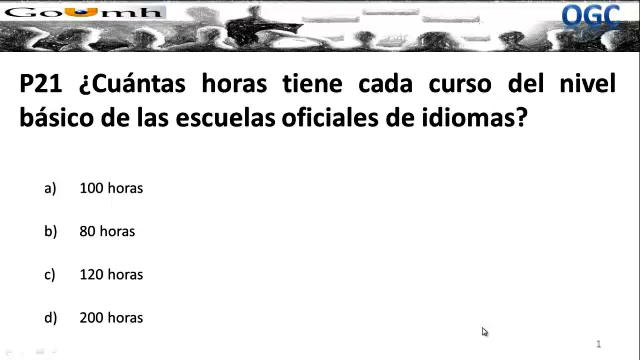 GoUmh
OGC
P21 ¿Cuántas horas tiene cada curso del nivel
básico de las escuelas oficiales de idiomas?
a) 100 horas
b) 80 horas
c) 120 horas
d) 200 horas
1